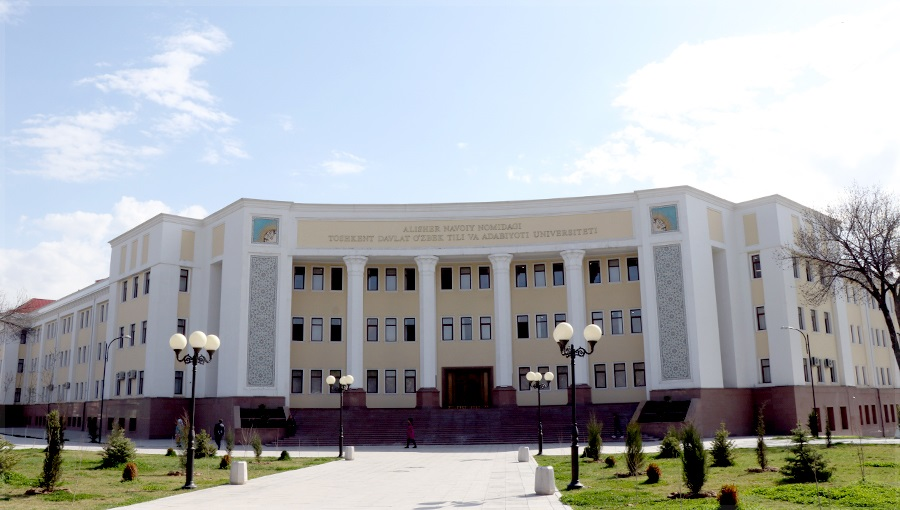 ALISHER NAVOIY NOMIDAGI
TOSHKENT DAVLAT O'ZBEK TILI VA ADABIYOTI UNIVERSITETI